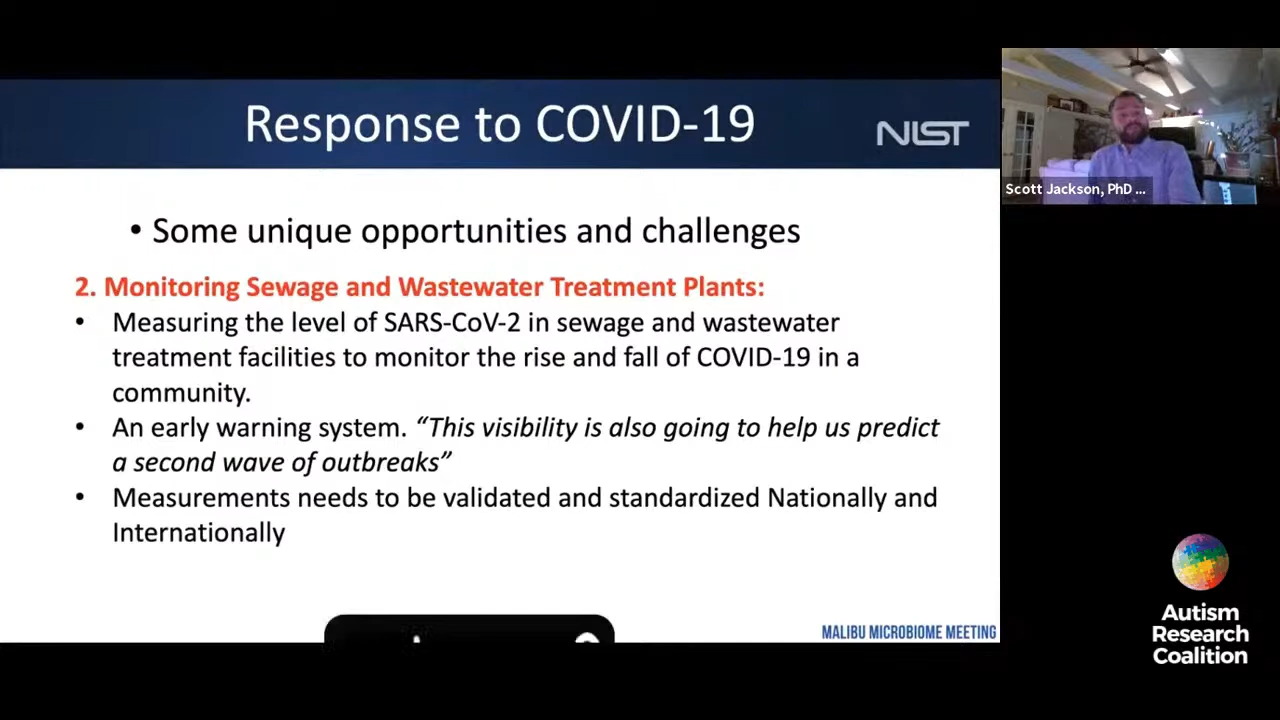 Response to COVID-19
NIST
• Some unique opportunities and challenges
2. Monitoring Sewage and Wastewater Treatment Plants:
• Measuring the level of SARS-CoV-2 in sewage and wastewater
treatment facilities to monitor the rise and fall of COVID-19 in a
community.
• An early warning system. “This visibility is also going to help us predict
a second wave of outbreaks”
• Measurements needs to be validated and standardized Nationally and
Internationally
MALIBU MICROBIOME MEETING
Scott Jackson, PhD ...
Autism
Research
Coalition